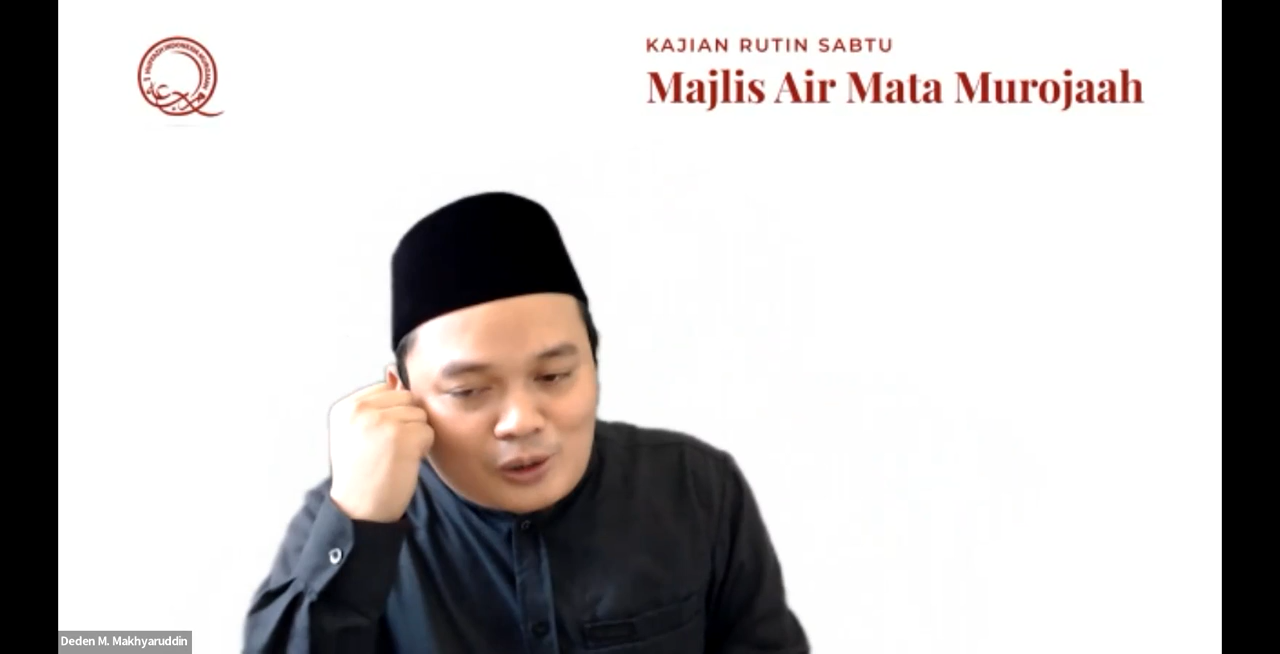 KAJIAN RUTIN SABTU
Majlis Air Mata Murojaah
Deden M. Makhyaruddin